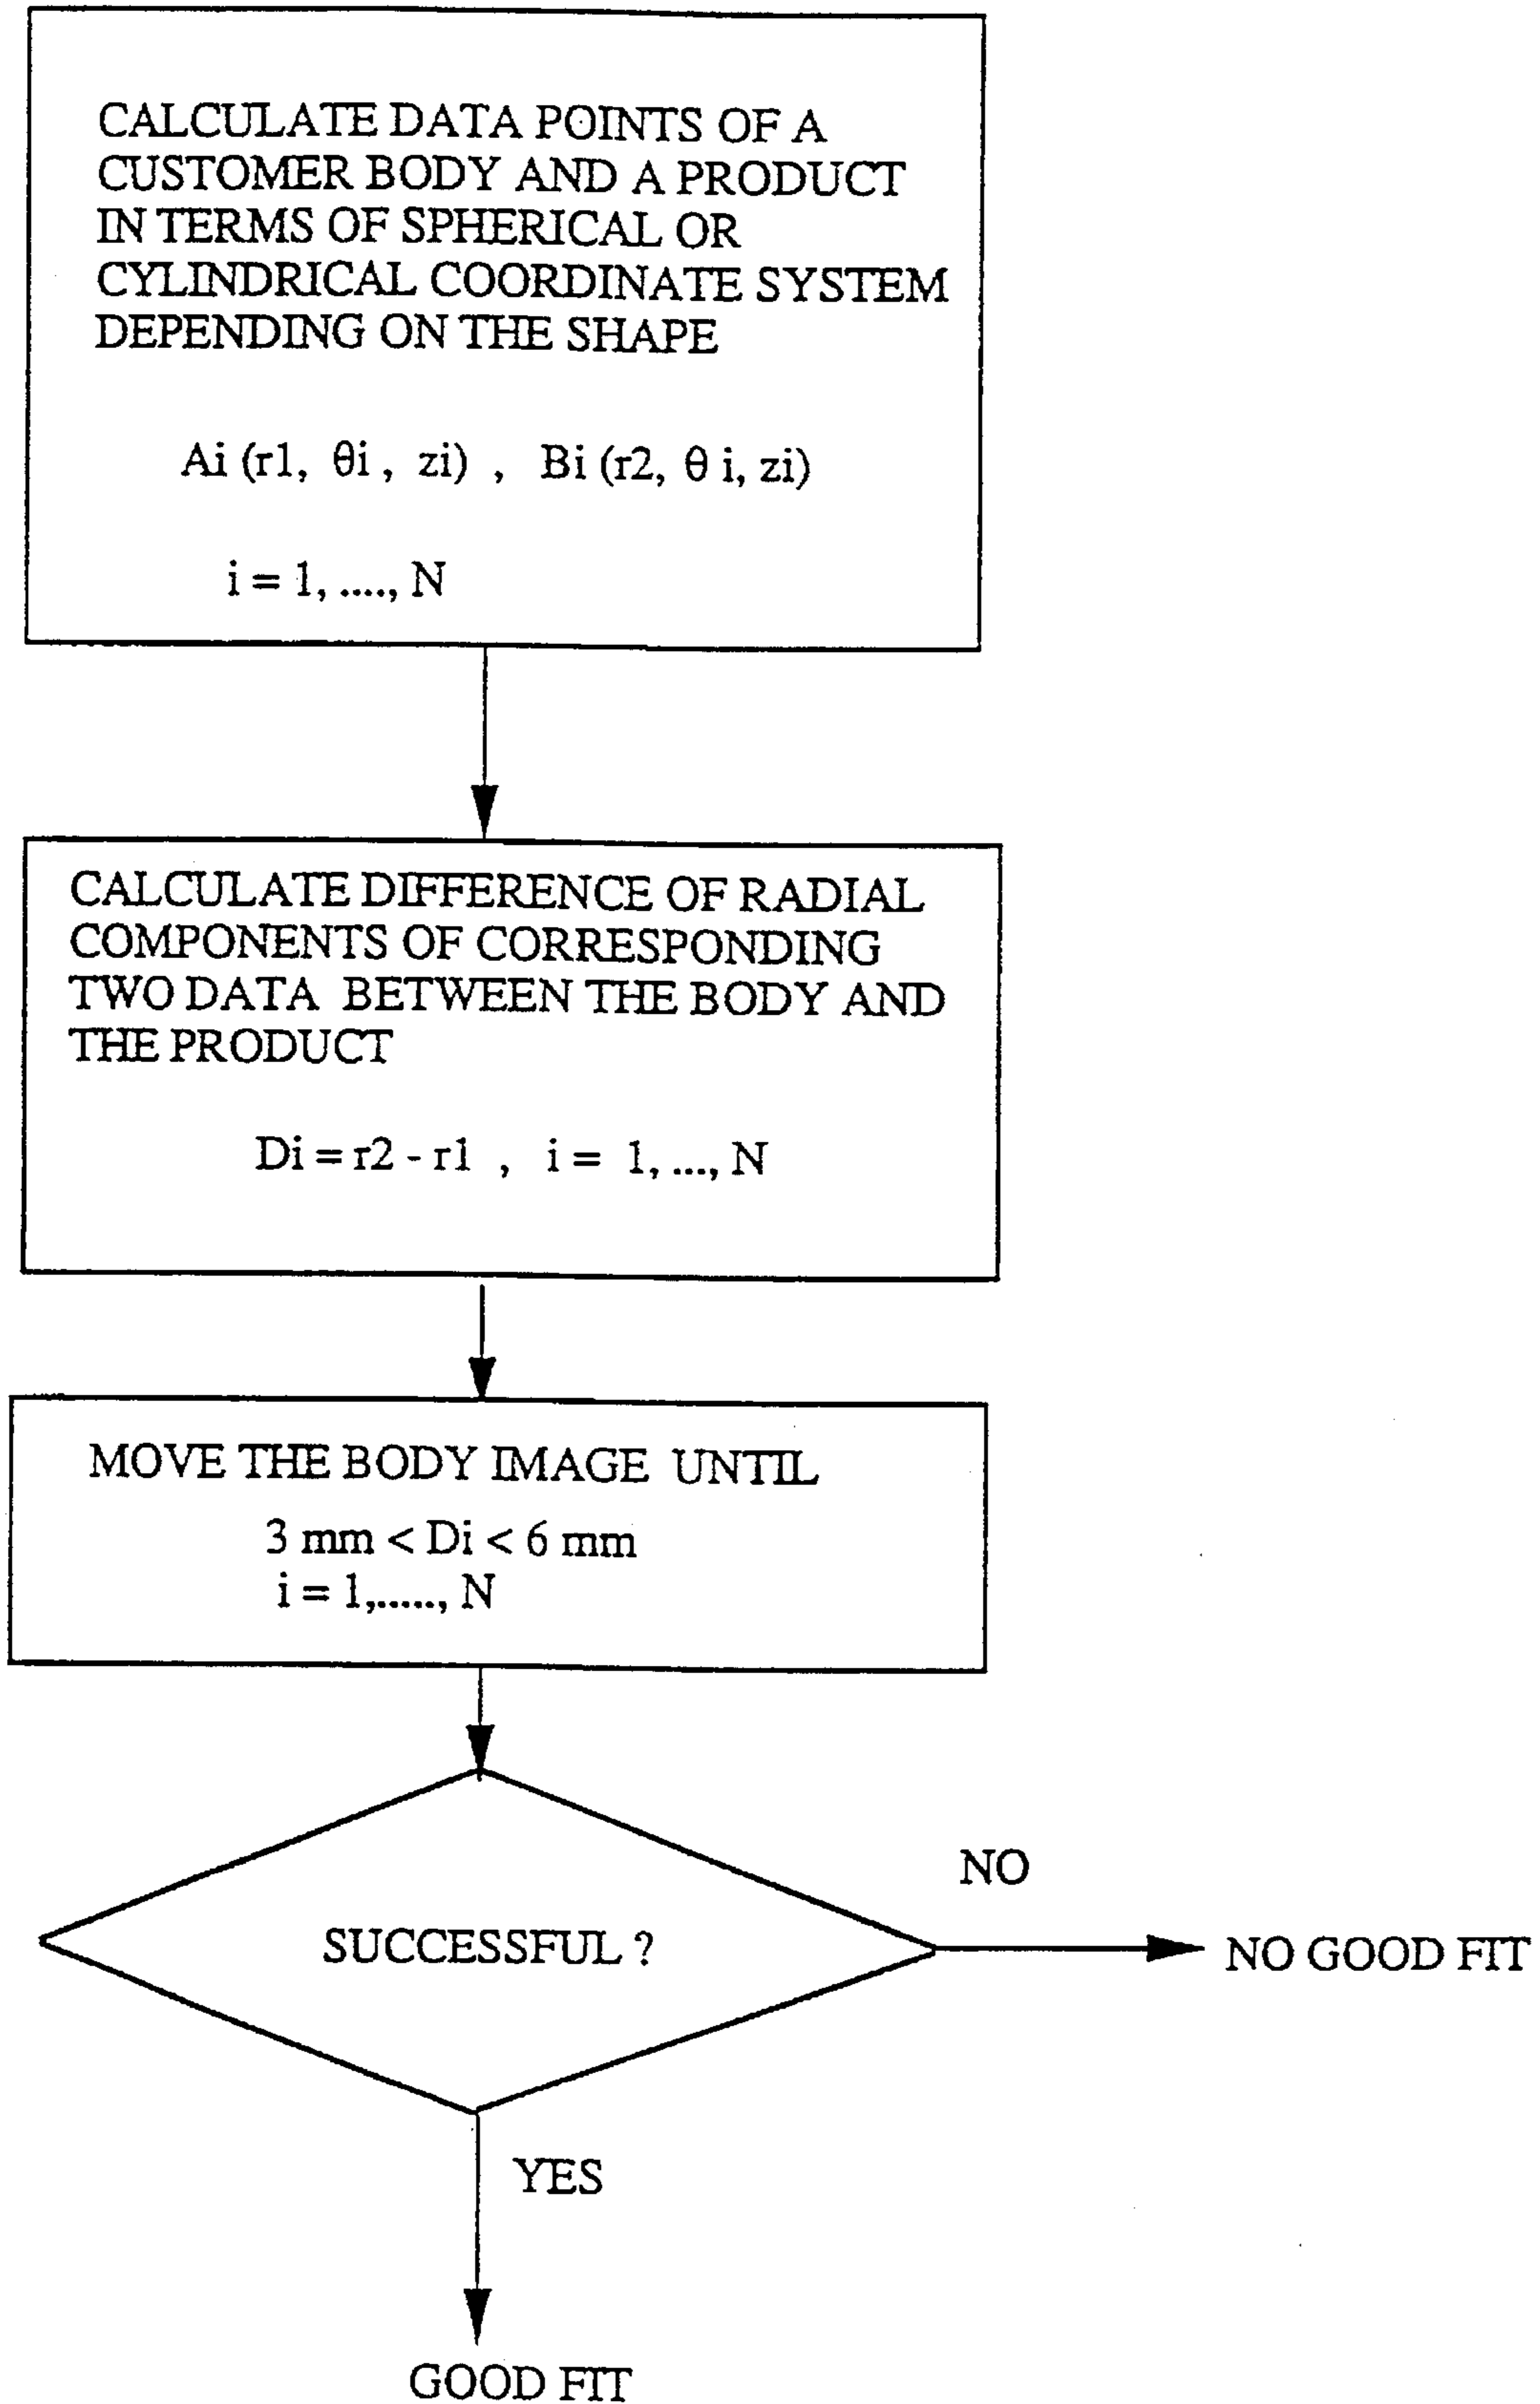 CALCULATE DATA POINTS OF A
CUSTOMER BODY AND A PRODUCT
IN TERMS OF SPHERICAL OR
CYLINDRICAL COORDINATE SYSTEM
DEPENDING ON THE SHAPE
Ai (r1, θi , zi) , Bi (r2, θ i, zi)
i = 1, ...., N
CALCULATE DIFFERENCE OF RADIAL
COMPONENTS OF CORRESPONDING
TWO DATA BETWEEN THE BODY AND
THE PRODUCT
Di = r2 - r1 , i = 1, ..., N
MOVE THE BODY IMAGE UNTIL
3 mm < Di < 6 mm
i = 1,....., N
SUCCESSFUL ?
NO
NO GOOD FIT
YES
GOOD FIT